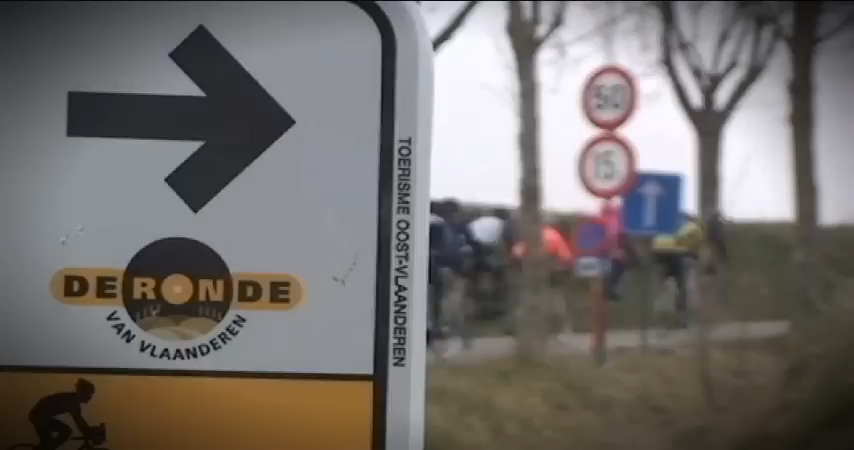 DE RONDE
VAN VLAANDEREN
TOERISME OOST-VLAANDEREN
50
15